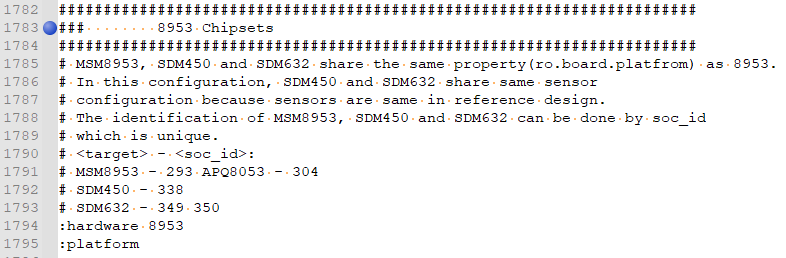 1782 ###########################################################################
1783 ### 8953 Chipsets
1784 ###########################################################################
1785 # MSM8953, SDM450 and SDM632 share the same property(ro.board.platfrom) as 8953.
1786 # In this configuration, SDM450 and SDM632 share same sensor
1787 # configuration because sensors are same in reference design.
1788 # The identification of MSM8953, SDM450 and SDM632 can be done by soc_id
1789 # which is unique.
1790 # <target> - <soc_id>:
1791 # MSM8953 - 293 APQ8053 - 304
1792 # SDM450 - 338
1793 # SDM632 - 349 350
1794 :hardware 8953
1795 :platform